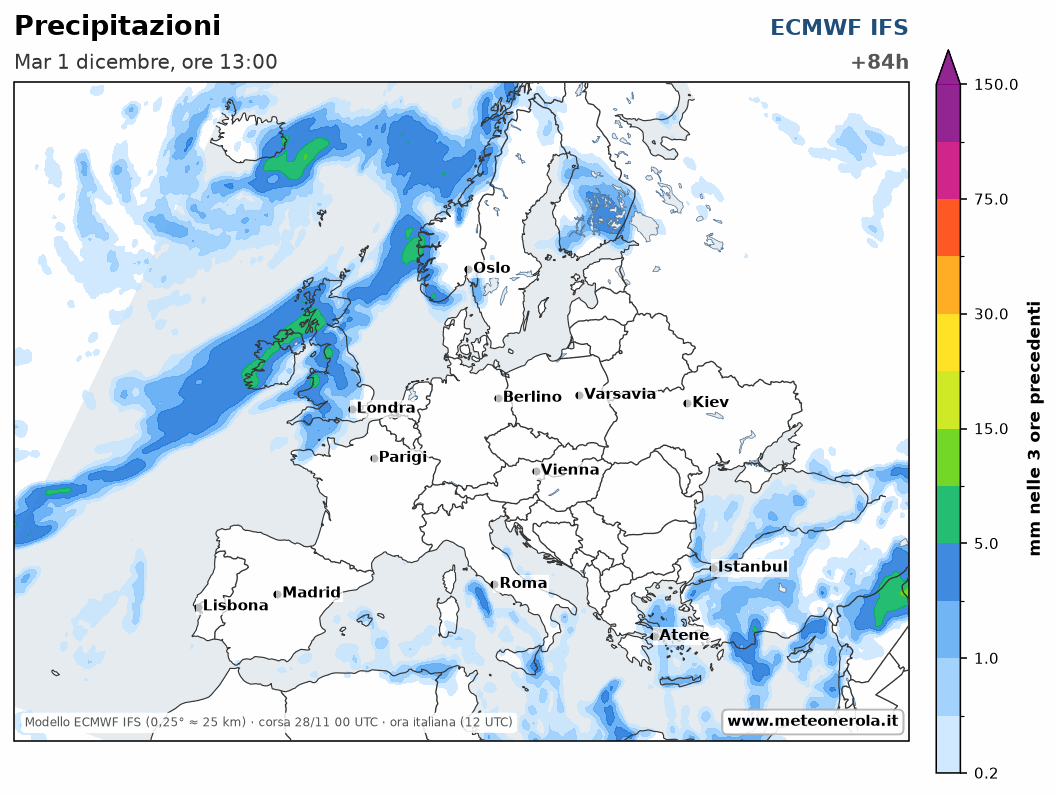 Precipitazioni
ECMWF IFS
Mar 1 dicembre, ore 13:00
+84h
150.0
75.0
30.0
15.0
5.0
1.0
0.2
mm nelle 3 ore precedenti
Oslo
Londra
Berlino
Varsavia
Kiev
Parigi
Vienna
Istanbul
Roma
Madrid
Lisbona
Atene
Modello ECMWF IFS (0,25° ≈ 25 km) · corsa 28/11 00 UTC · ora italiana (12 UTC)
www.meteonerola.it